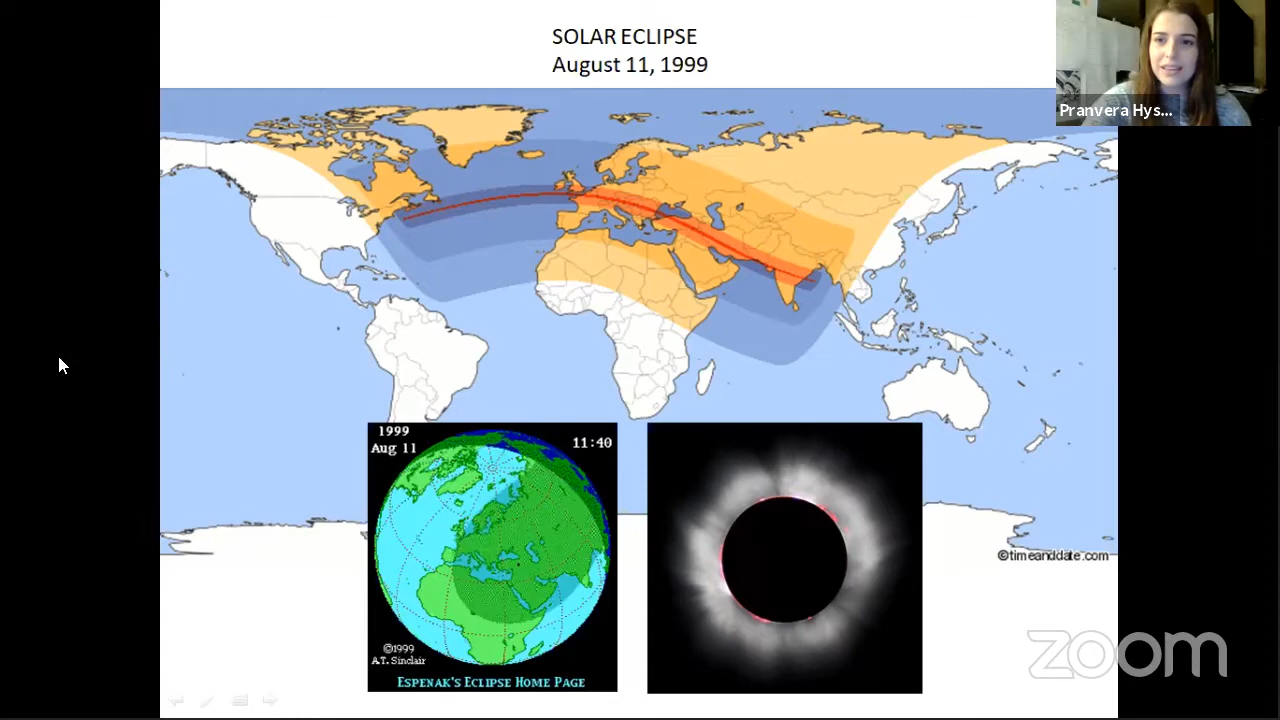 SOLAR ECLIPSE
August 11, 1999
Pranvera Hys...
1999
Aug 11
11:40
©timeanddate.com
©1999
A.T. Sinclair
ESPENAK'S ECLIPSE HOME PAGE
zoom